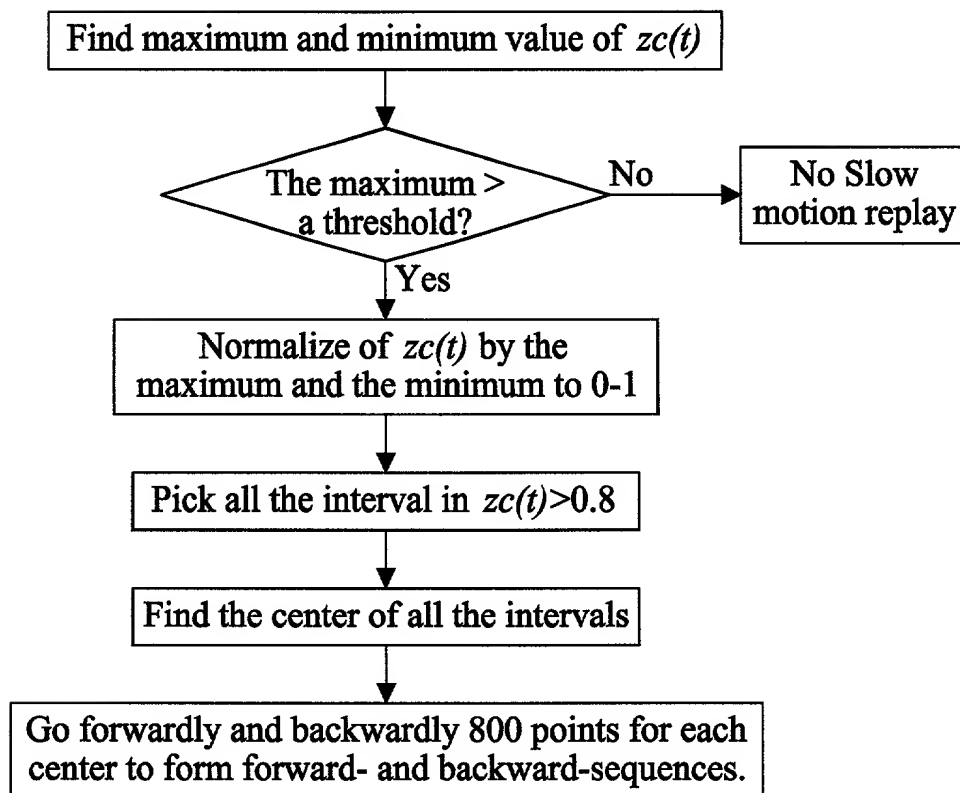 Find maximum and minimum value of zc(t)
The maximum >
a threshold?
No
No Slow
motion replay
Yes
Normalize of zc(t) by the
maximum and the minimum to 0-1
Pick all the interval in zc(t)>0.8
Find the center of all the intervals
Go forwardly and backwardly 800 points for each
center to form forward- and backward-sequences.